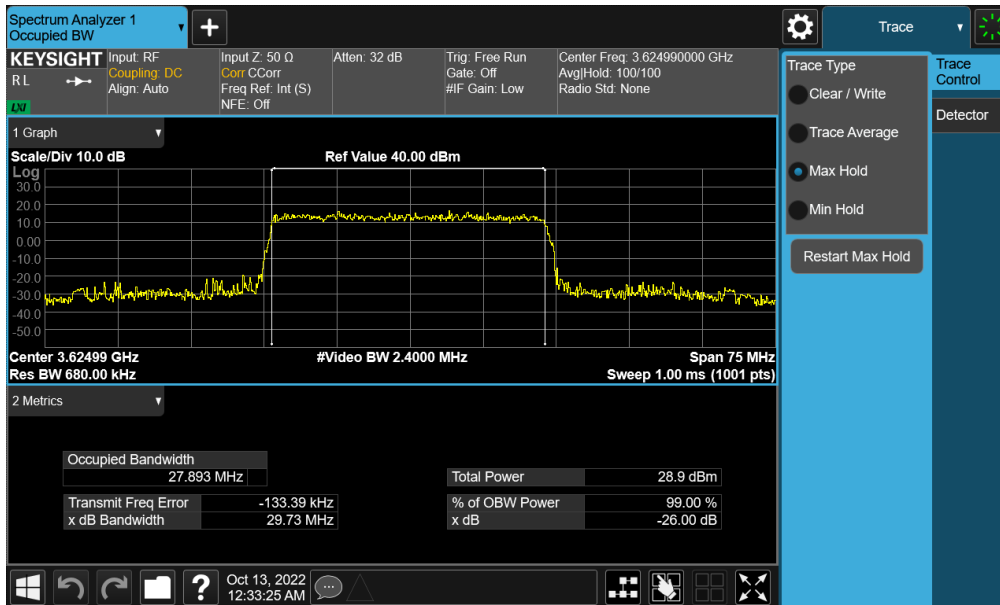 Spectrum Analyzer 1
Occupied BW
Trace
KEYSIGHT
R L
LXI
Input: RF
Coupling: DC
Align: Auto
Input Z: 50 Ω
Corr CCorr
Freq Ref: Int (S)
NFE: Off
Atten: 32 dB
Trig: Free Run
Gate: Off
#IF Gain: Low
Center Freq: 3.624990000 GHz
Avg|Hold: 100/100
Radio Std: None
1 Graph
Scale/Div 10.0 dB
Ref Value 40.00 dBm
Log
30.0
20.0
10.0
0.00
-10.0
-20.0
-30.0
-40.0
-50.0
Center 3.62499 GHz
#Video BW 2.4000 MHz
Span 75 MHz
Res BW 680.00 kHz
Sweep 1.00 ms (1001 pts)
2 Metrics
Occupied Bandwidth
27.893 MHz
Transmit Freq Error -133.39 kHz
x dB Bandwidth 29.73 MHz
Total Power 28.9 dBm
% of OBW Power 99.00 %
x dB -26.00 dB
Trace Type
Clear / Write
Trace Average
Max Hold
Min Hold
Restart Max Hold
Trace
Control
Detector
?
Oct 13, 2022
12:33:25 AM